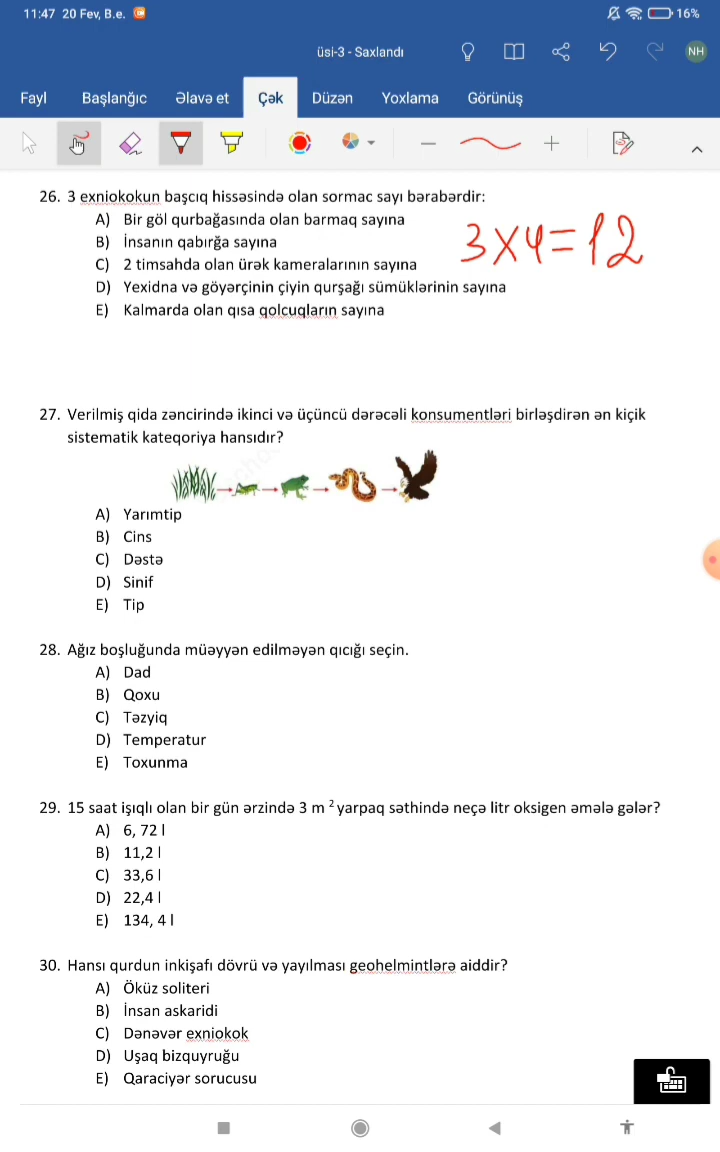 11:47 20 Fev, B.e.
16%
üsi-3 - Saxlandı
NH
Fayl Başlanğıc Əlavə et Çək Düzən Yoxlama Görünüş
26. 3 exniokokun başcıq hissəsində olan sormac sayı bərabərdir:
A) Bir göl qurbağasında olan barmaq sayına
B) İnsanın qabırğa sayına
C) 2 timsahda olan ürək kameralarının sayına
D) Yexidna və göyərçinin çiyin qurşağı sümüklərinin sayına
E) Kalmarda olan qısa qolcuqların sayına
3x4=12
27. Verilmiş qida zəncirində ikinci və üçüncü dərəcəli konsumentləri birləşdirən ən kiçik
sistematik kateqoriya hansıdır?
A) Yarımtip
B) Cins
C) Dəstə
D) Sinif
E) Tip
28. Ağız boşluğunda müəyyən edilməyən qıcığı seçin.
A) Dad
B) Qoxu
C) Təzyiq
D) Temperatur
E) Toxunma
29. 15 saat işıqlı olan bir gün ərzində 3 m ² yarpaq səthində neçə litr oksigen əmələ gələr?
A) 6, 72 l
B) 11,2 l
C) 33,6 l
D) 22,4 l
E) 134, 4 l
30. Hansı qurdun inkişafı dövrü və yayılması geohelmintlərə aiddir?
A) Öküz soliteri
B) İnsan askaridi
C) Dənəvər exniokok
D) Uşaq bizquyruğu
E) Qaraciyər sorucusu